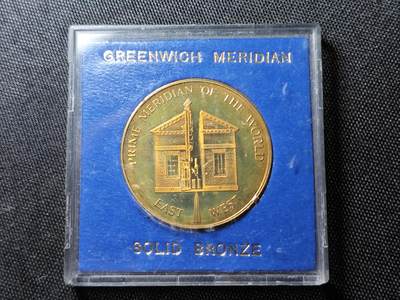 GREENWICH MERIDIAN
PRIME MERIDIAN OF THE WORLD
EAST WEST
SOLID BRONZE